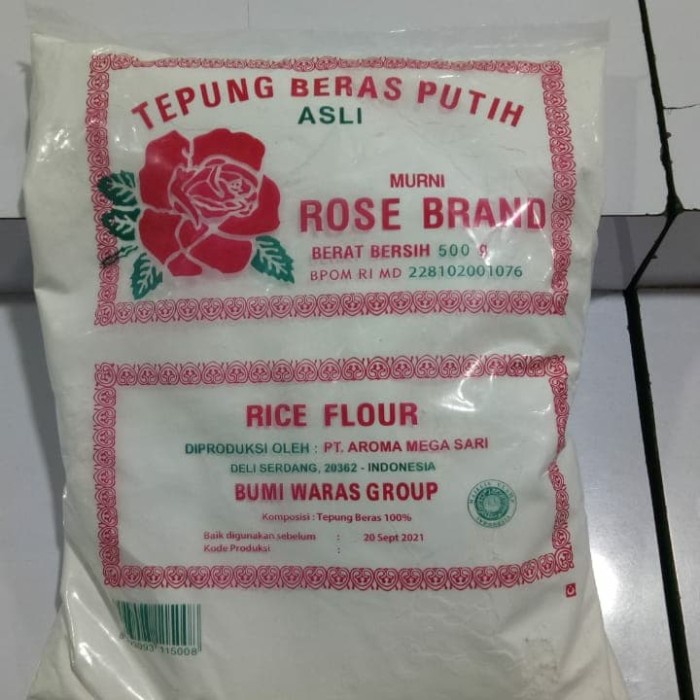 TEPUNG BERAS PUTIH
ASLI
MURNI
ROSE BRAND
BERAT BERSIH 500 g
BPOM RI MD 228102001076
RICE FLOUR
DIPRODUKSI OLEH : PT. AROMA MEGA SARI
DELI SERDANG, 20362 - INDONESIA
BUMI WARAS GROUP
Komposisi : Tepung Beras 100%
Baik digunakan sebelum : 20 Sept 2021
Kode Produksi :